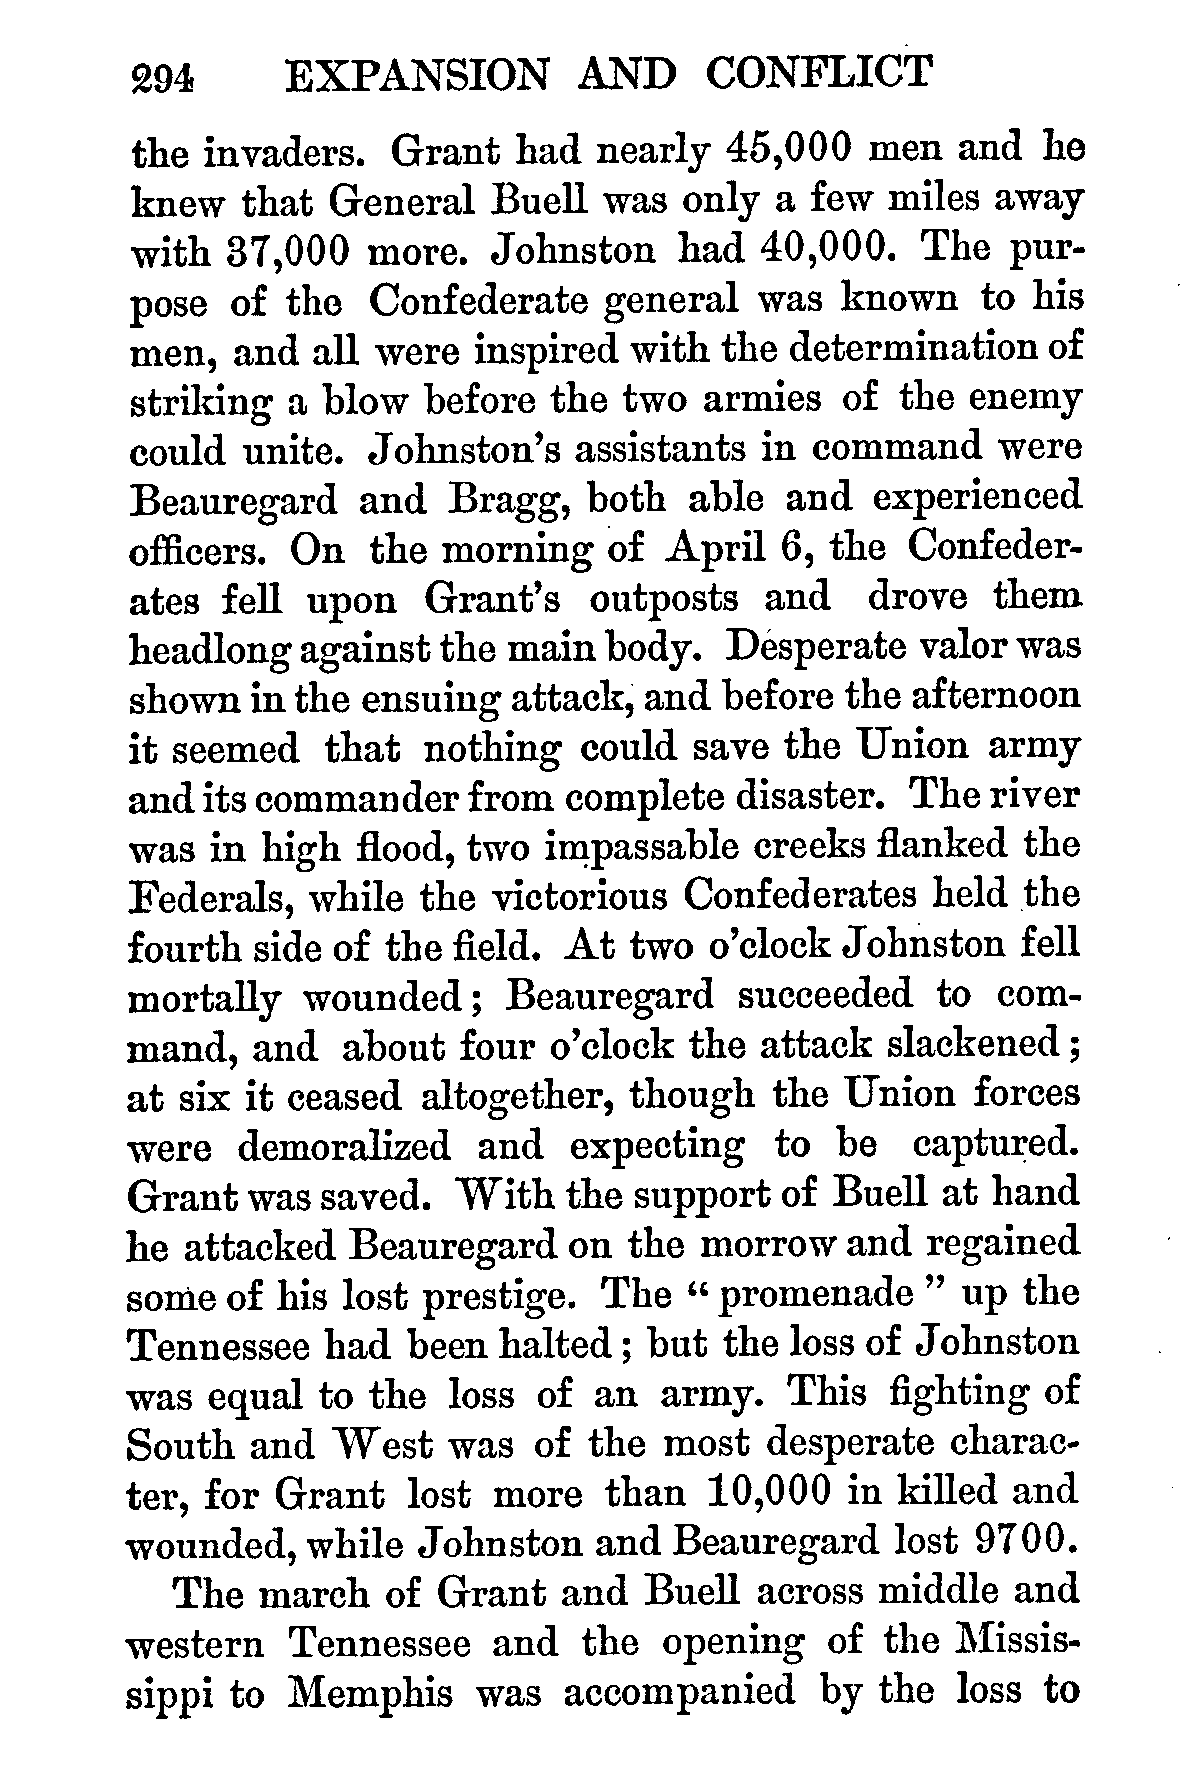 294 EXPANSION AND CONFLICT
the invaders. Grant had nearly 45,000 men and he
knew that General Buell was only a few miles away
with 37,000 more. Johnston had 40,000. The pur-
pose of the Confederate general was known to his
men, and all were inspired with the determination of
striking a blow before the two armies of the enemy
could unite. Johnston's assistants in command were
Beauregard and Bragg, both able and experienced
officers. On the morning of April 6, the Confeder-
ates fell upon Grant's outposts and drove them
headlong against the main body. Desperate valor was
shown in the ensuing attack, and before the afternoon
it seemed that nothing could save the Union army
and its commander from complete disaster. The river
was in high flood, two impassable creeks flanked the
Federals, while the victorious Confederates held the
fourth side of the field. At two o'clock Johnston fell
mortally wounded; Beauregard succeeded to com-
mand, and about four o'clock the attack slackened;
at six it ceased altogether, though the Union forces
were demoralized and expecting to be captured.
Grant was saved. With the support of Buell at hand
he attacked Beauregard on the morrow and regained
some of his lost prestige. The " promenade " up the
Tennessee had been halted; but the loss of Johnston
was equal to the loss of an army. This fighting of
South and West was of the most desperate charac-
ter, for Grant lost more than 10,000 in killed and
wounded, while Johnston and Beauregard lost 9700.
The march of Grant and Buell across middle and
western Tennessee and the opening of the Missis-
sippi to Memphis was accompanied by the loss to